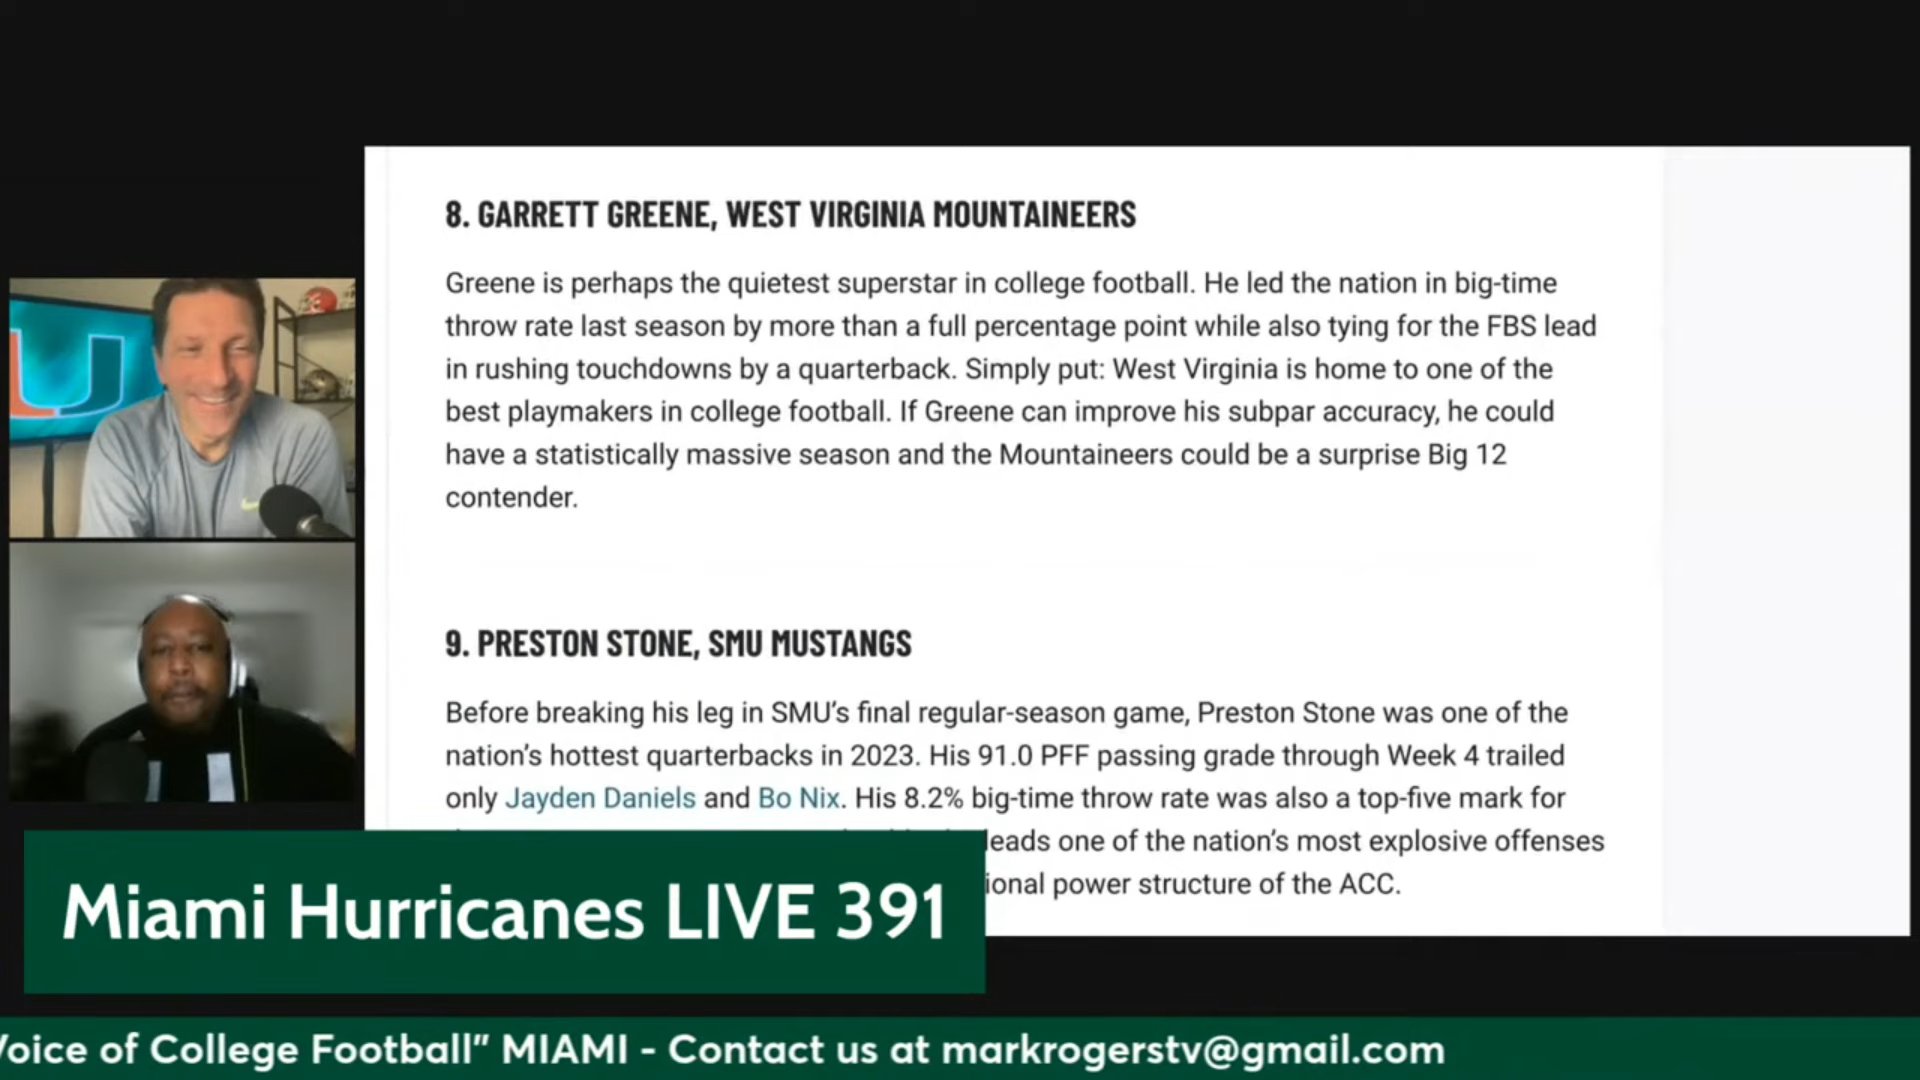 8. GARRETT GREENE, WEST VIRGINIA MOUNTAINEERS
Greene is perhaps the quietest superstar in college football. He led the nation in big-time
throw rate last season by more than a full percentage point while also tying for the FBS lead
in rushing touchdowns by a quarterback. Simply put: West Virginia is home to one of the
best playmakers in college football. If Greene can improve his subpar accuracy, he could
have a statistically massive season and the Mountaineers could be a surprise Big 12
contender.
9. PRESTON STONE, SMU MUSTANGS
Before breaking his leg in SMU's final regular-season game, Preston Stone was one of the
nation's hottest quarterbacks in 2023. His 91.0 PFF passing grade through Week 4 trailed
only Jayden Daniels and Bo Nix. His 8.2% big-time throw rate was also a top-five mark for
leads one of the nation's most explosive offenses
power structure of the ACC.
U
Miami Hurricanes LIVE 391
Voice of College Football" MIAMI - Contact us at markrogerstv@gmail.com